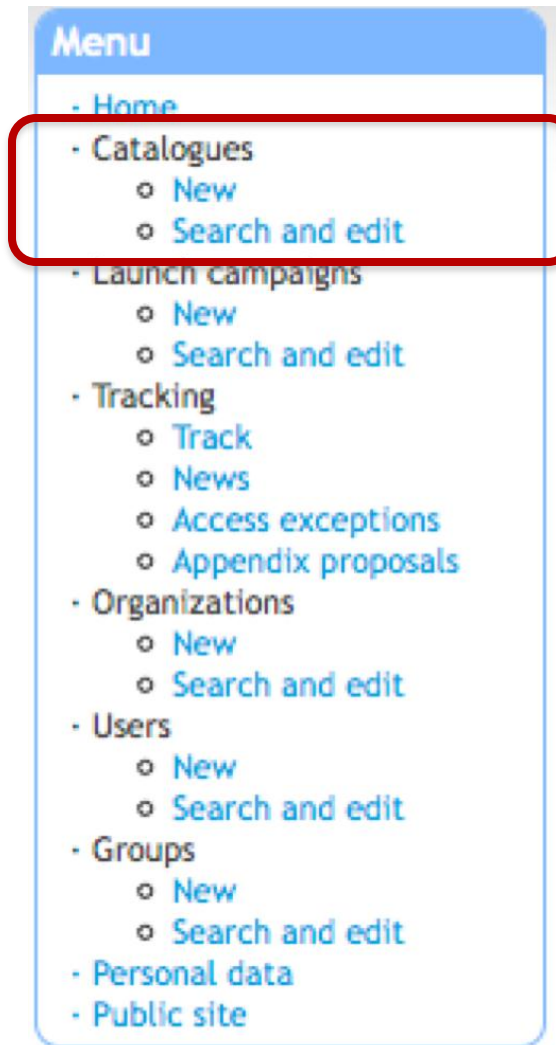 Menu
· Home
· Catalogues
o New
o Search and edit
· Launch campaigns
o New
o Search and edit
· Tracking
o Track
o News
o Access exceptions
o Appendix proposals
· Organizations
o New
o Search and edit
· Users
o New
o Search and edit
· Groups
o New
o Search and edit
· Personal data
· Public site